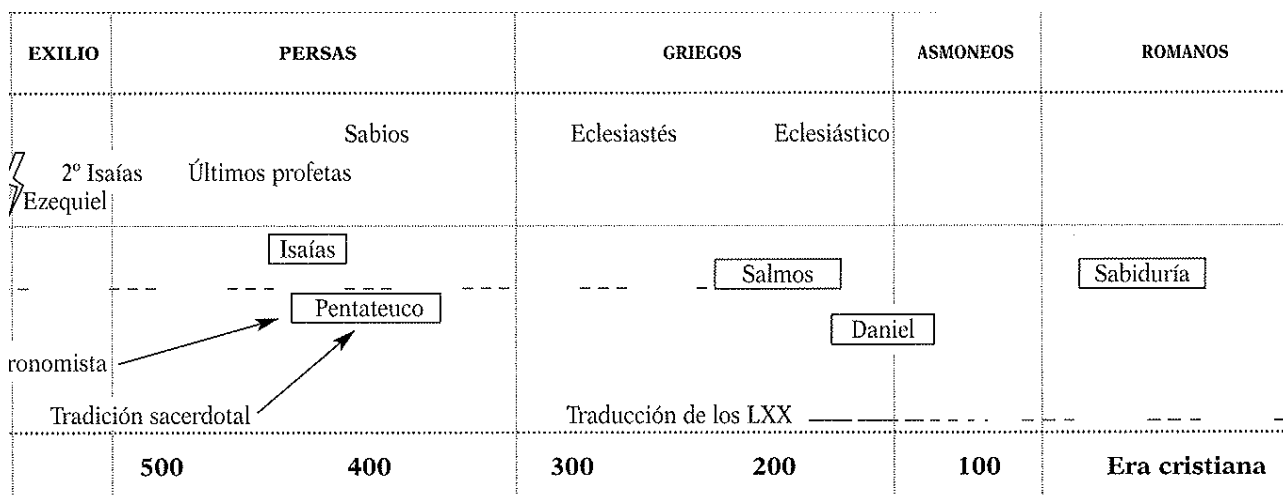 EXILIO PERSAS GRIEGOS ASMONEOS ROMANOS
Sabios Eclesiastés Eclesiástico
2º Isaías Últimos profetas
Ezequiel
Isaías
Salmos Sabiduría
Pentateuco
Daniel
ronomista
Tradición sacerdotal Traducción de los LXX
500 400 300 200 100 Era cristiana